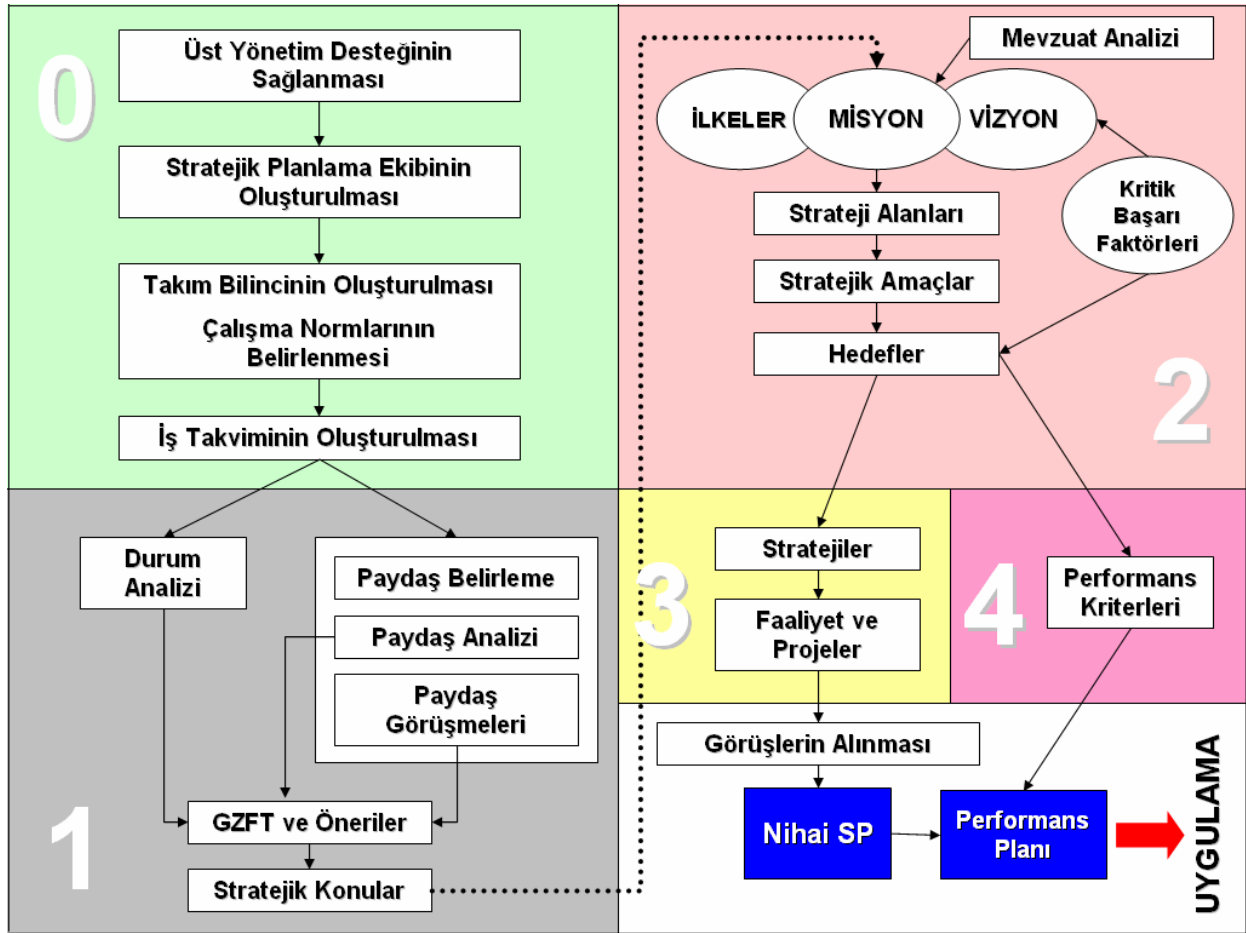 0
Üst Yönetim Desteğinin
Sağlanması
Stratejik Planlama Ekibinin
Oluşturulması
Takım Bilincinin Oluşturulması
Çalışma Normlarının
Belirlenmesi
İş Takviminin Oluşturulması
1
Durum
Analizi
Paydaş Belirleme
Paydaş Analizi
Paydaş
Görüşmeleri
GZFT ve Öneriler
Stratejik Konular
2
Mevzuat Analizi
İLKELER
MİSYON
VİZYON
Kritik
Başarı
Faktörleri
Strateji Alanları
Stratejik Amaçlar
Hedefler
3
Stratejiler
Faaliyet ve
Projeler
4
Performans
Kriterleri
Görüşlerin Alınması
Nihai SP
Performans
Planı
UYGULAMA